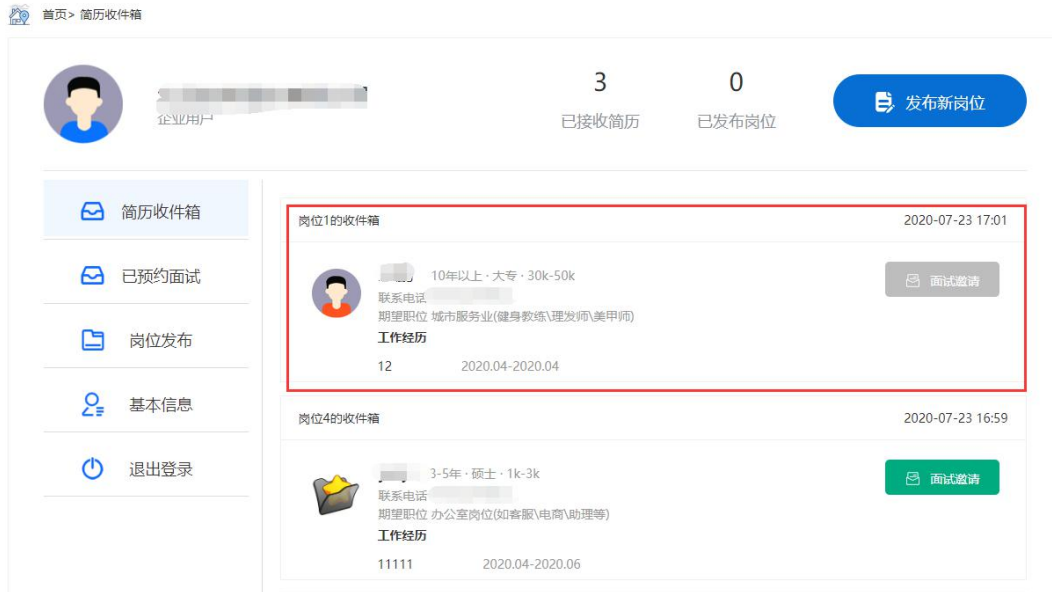 首页> 简历收件箱
企业用户
3
已接收简历
0
已发布岗位
发布新岗位
简历收件箱
已预约面试
岗位发布
基本信息
退出登录
岗位1的收件箱
2020-07-23 17:01
10年以上 · 大专 · 30k-50k
面试邀请
联系电话
期望职位 城市服务业(健身教练\理发师\美甲师)
工作经历
12 2020.04-2020.04
岗位4的收件箱
2020-07-23 16:59
3-5年 · 硕士 · 1k-3k
面试邀请
联系电话
期望职位 办公室岗位(如客服\电商\助理等)
工作经历
11111 2020.04-2020.06